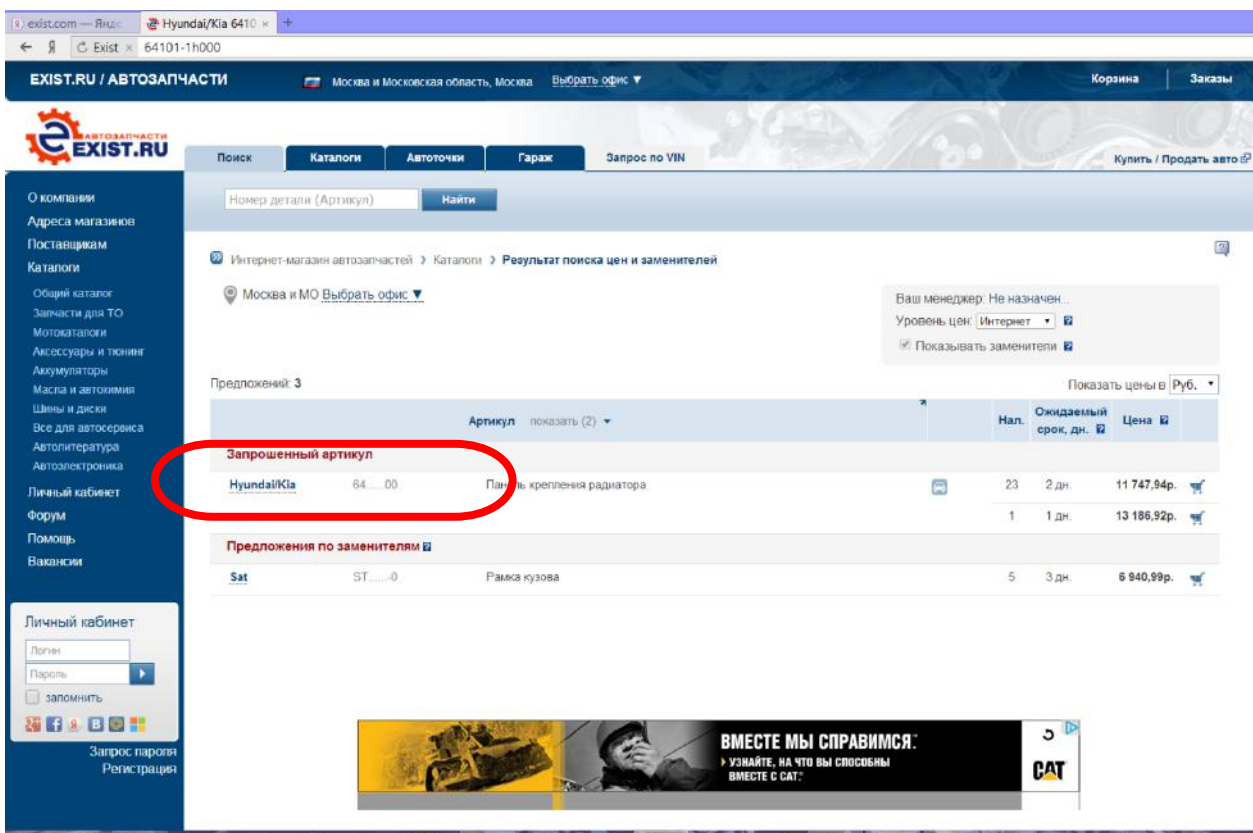 exist.com — Яндс
Hyundai/Kia 6410
Exist
64101-1h000
EXIST.RU / АВТОЗАПЧАСТИ
Москва и Московская область, Москва
Выбрать офис ▼
Корзина
Заказы
АВТОЗАПЧАСТИ
EXIST.RU
Поиск
Каталоги
Автоточки
Гараж
Запрос по VIN
Купить / Продать авто
О компании
Адреса магазинов
Поставщикам
Каталоги
Общий каталог
Запчасти для ТО
Мотокаталоги
Аксессуары и тюнинг
Аккумуляторы
Масла и автохимия
Шины и диски
Все для автосервиса
Автолитература
Автоэлектроника
Личный кабинет
Форум
Помощь
Вакансии
Номер детали (Артикул)
Найти
Интернет-магазин автозапчастей › Каталоги › Результат поиска цен и заменителей
Москва и МО Выбрать офис ▼
Ваш менеджер: Не назначен...
Уровень цен: Интернет
Показывать заменители
Предложений: 3
Показать цены в Руб.
Артикул показать (2)
Нал.
Ожидаемый
срок, дн.
Цена
Запрошенный артикул
Hyundai/Kia 64......00 Панель крепления радиатора 23 2 дн. 11 747,94р.
1 1 дн. 13 186,92р.
Предложения по заменителям
Sat ST......-0 Рамка кузова 5 3 дн. 6 940,99р.
Личный кабинет
Логин
Пароль
запомнить
Запрос пароля
Регистрация
ВМЕСТЕ МЫ СПРАВИМСЯ.
УЗНАЙТЕ, НА ЧТО ВЫ СПОСОБНЫ
ВМЕСТЕ С CAT.
CAT